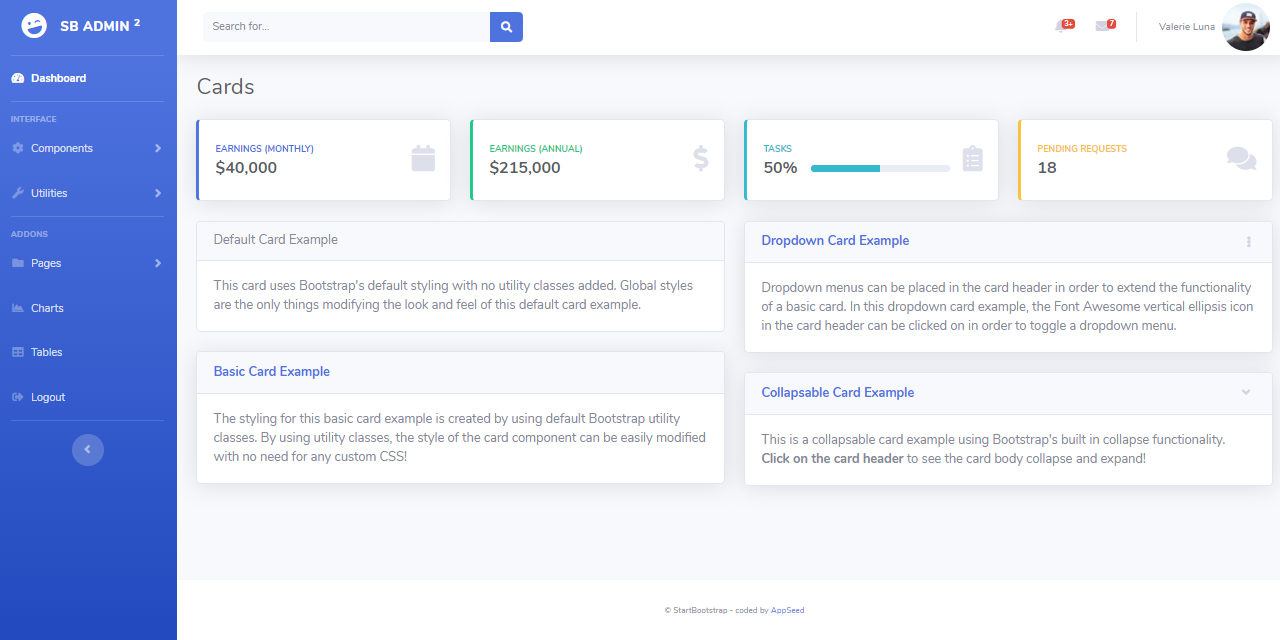 SB ADMIN 2
Search for...
3+
7
Valerie Luna
Dashboard
INTERFACE
Components
Utilities
ADDONS
Pages
Charts
Tables
Logout
Cards
EARNINGS (MONTHLY)
$40,000
EARNINGS (ANNUAL)
$215,000
TASKS
50%
PENDING REQUESTS
18
Default Card Example
This card uses Bootstrap's default styling with no utility classes added. Global styles
are the only things modifying the look and feel of this default card example.
Basic Card Example
The styling for this basic card example is created by using default Bootstrap utility
classes. By using utility classes, the style of the card component can be easily modified
with no need for any custom CSS!
Dropdown Card Example
Dropdown menus can be placed in the card header in order to extend the functionality
of a basic card. In this dropdown card example, the Font Awesome vertical ellipsis icon
in the card header can be clicked on in order to toggle a dropdown menu.
Collapsable Card Example
This is a collapsable card example using Bootstrap's built in collapse functionality.
Click on the card header to see the card body collapse and expand!
© StartBootstrap - coded by AppSeed